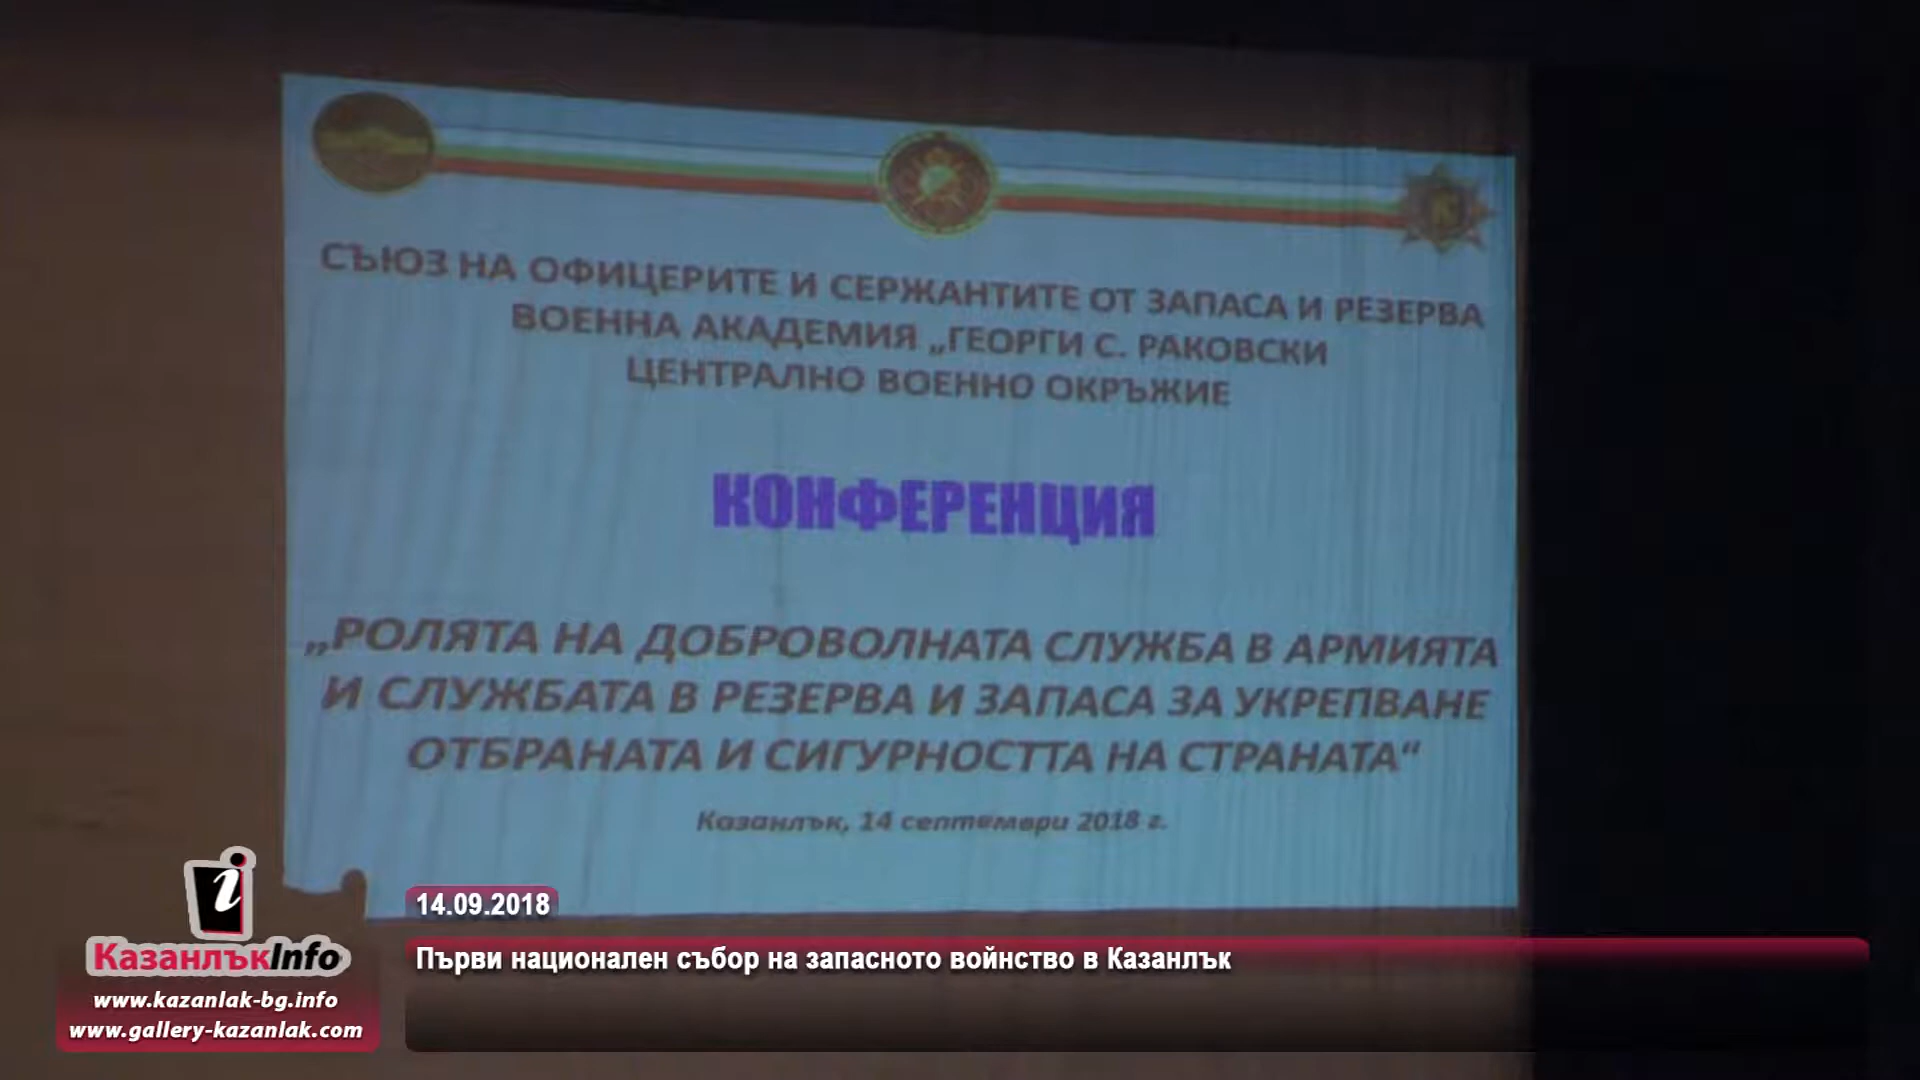 СЪЮЗ НА ОФИЦЕРИТЕ И СЕРЖАНТИТЕ ОТ ЗАПАСА И РЕЗЕРВА
ВОЕННА АКАДЕМИЯ „ГЕОРГИ С. РАКОВСКИ
ЦЕНТРАЛНО ВОЕННО ОКРЪЖИЕ
КОНФЕРЕНЦИЯ
„РОЛЯТА НА ДОБРОВОЛНАТА СЛУЖБА В АРМИЯТА
И СЛУЖБАТА В РЕЗЕРВА И ЗАПАСА ЗА УКРЕПВАНЕ
ОТБРАНАТА И СИГУРНОСТТА НА СТРАНАТА“
Казанлък, 14 септември 2018 г.
14.09.2018
Първи национален събор на запасното войнство в Казанлък
i
КазанлъкInfo
www.kazanlak-bg.info
www.gallery-kazanlak.com